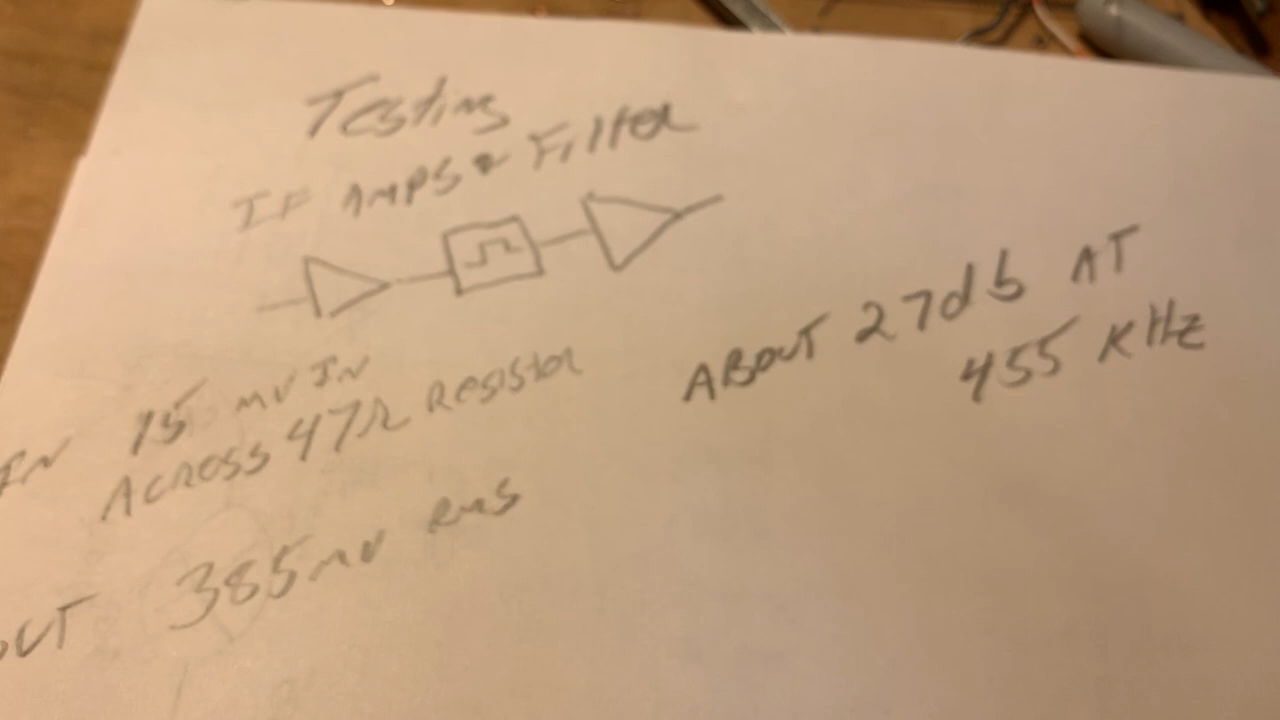 Testing
IF AMPS & Filter
IN 15 mv IN
ACROSS 47Ω Resistor
OUT 385mv RMS
ABOUT 27db AT
455 KHz